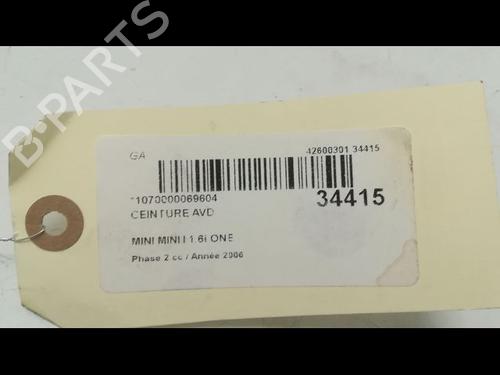 B-PARTS
GA
42600301 34415
*1070000069604
34415
CEINTURE AVD
MINI MINI I 1.6i ONE
Phase 2 cc / Année 2006